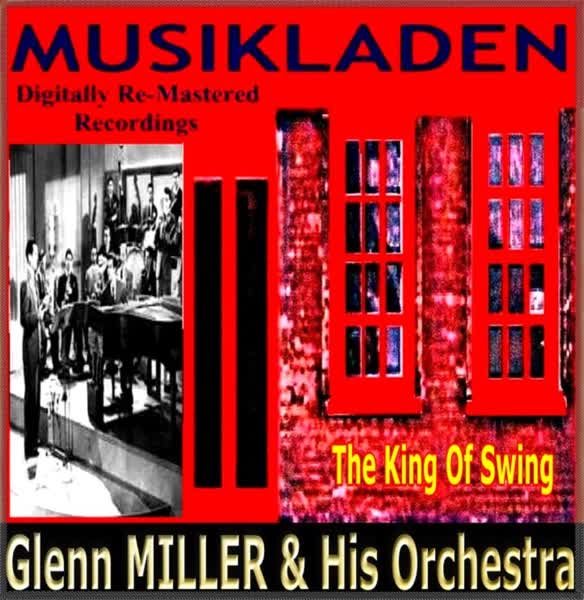 MUSIKLADEN
Digitally Re-Mastered
Recordings
The King Of Swing
Glenn MILLER & His Orchestra